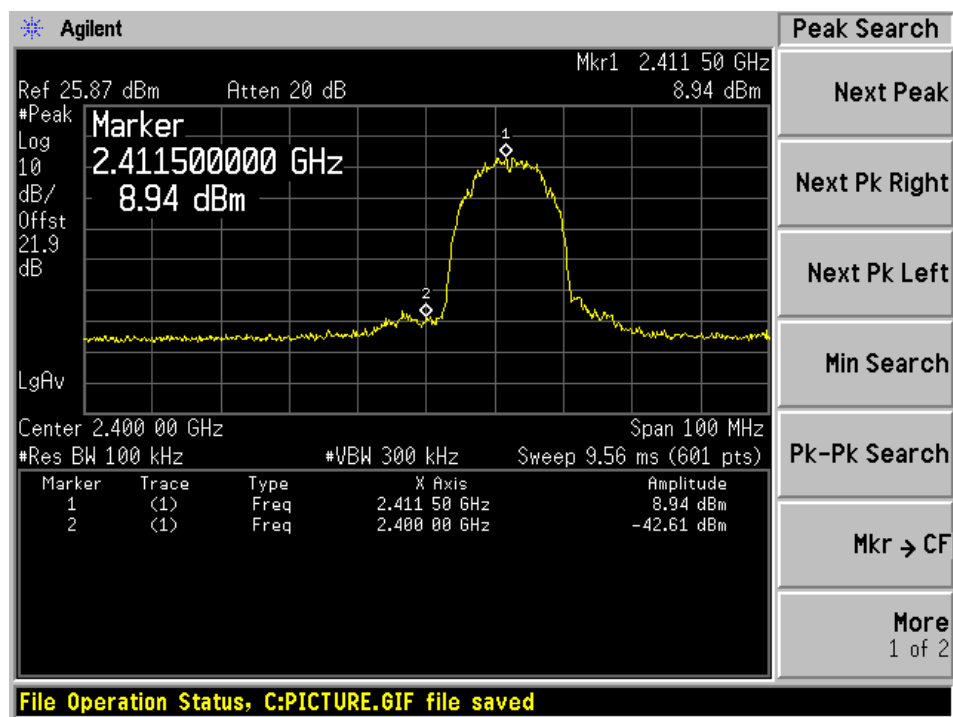 Agilent
Peak Search
Mkr1 2.411 50 GHz
Ref 25.87 dBm Atten 20 dB 8.94 dBm
#Peak
Log
10
dB/
Offst
21.9
dB
LgAv
Marker
2.411500000 GHz
8.94 dBm
1
2
Center 2.400 00 GHz Span 100 MHz
#Res BW 100 kHz #VBW 300 kHz Sweep 9.56 ms (601 pts)
Marker Trace Type X Axis Amplitude
1 (1) Freq 2.411 50 GHz 8.94 dBm
2 (1) Freq 2.400 00 GHz -42.61 dBm
Next Peak
Next Pk Right
Next Pk Left
Min Search
Pk-Pk Search
Mkr → CF
More
1 of 2
File Operation Status, C:PICTURE.GIF file saved